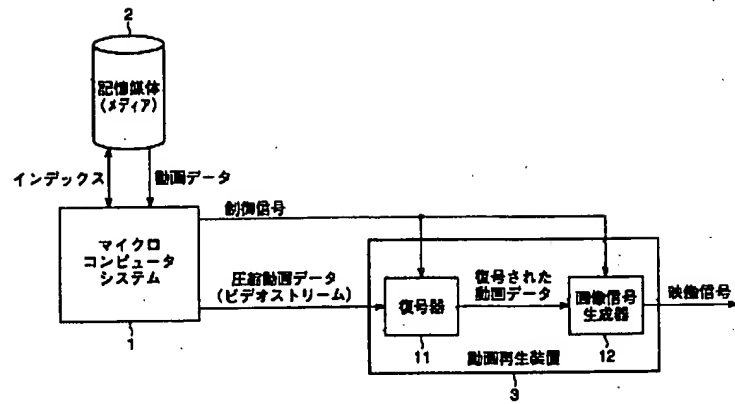 2
記憶媒体
(メディア)
インデックス
動画データ
制御信号
マイクロ
コンピュータ
システム
圧縮動画データ
(ビデオストリーム)
復号器
復号された
動画データ
画像信号
生成器
映像信号
1
11
動画再生装置
12
3